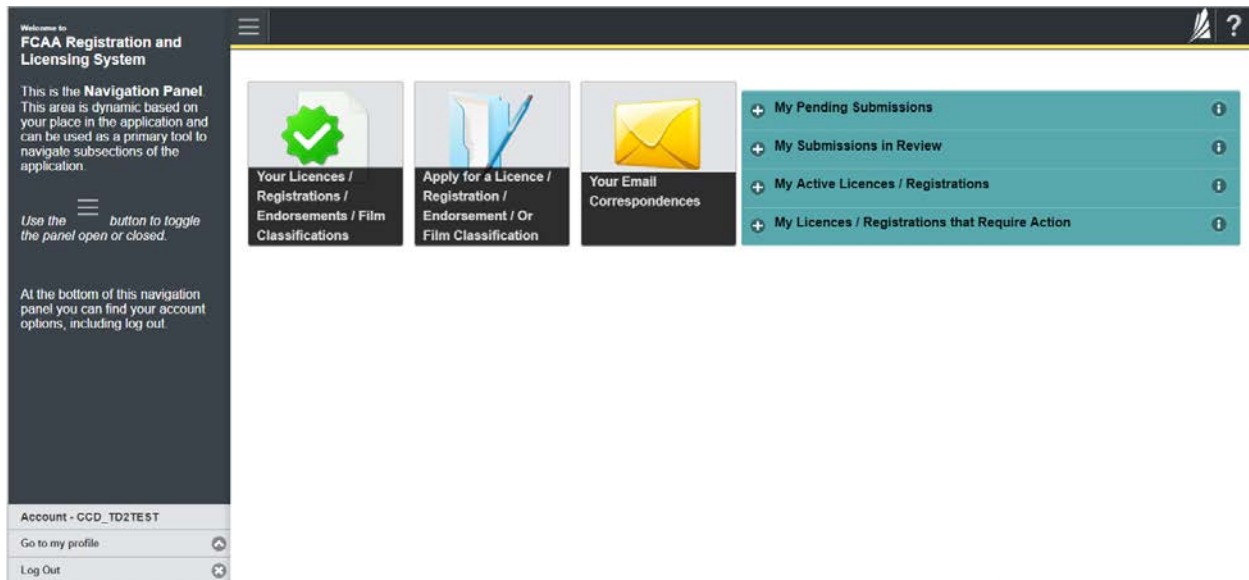 Welcome to
FCAA Registration and
Licensing System
This is the Navigation Panel.
This area is dynamic based on
your place in the application and
can be used as a primary tool to
navigate subsections of the
application.
Use the button to toggle
the panel open or closed.
At the bottom of this navigation
panel you can find your account
options, including log out.
Account - CCD_TD2TEST
Go to my profile
Log Out
?
Your Licences /
Registrations /
Endorsements / Film
Classifications
Apply for a Licence /
Registration /
Endorsement / Or
Film Classification
Your Email
Correspondences
My Pending Submissions
My Submissions in Review
My Active Licences / Registrations
My Licences / Registrations that Require Action